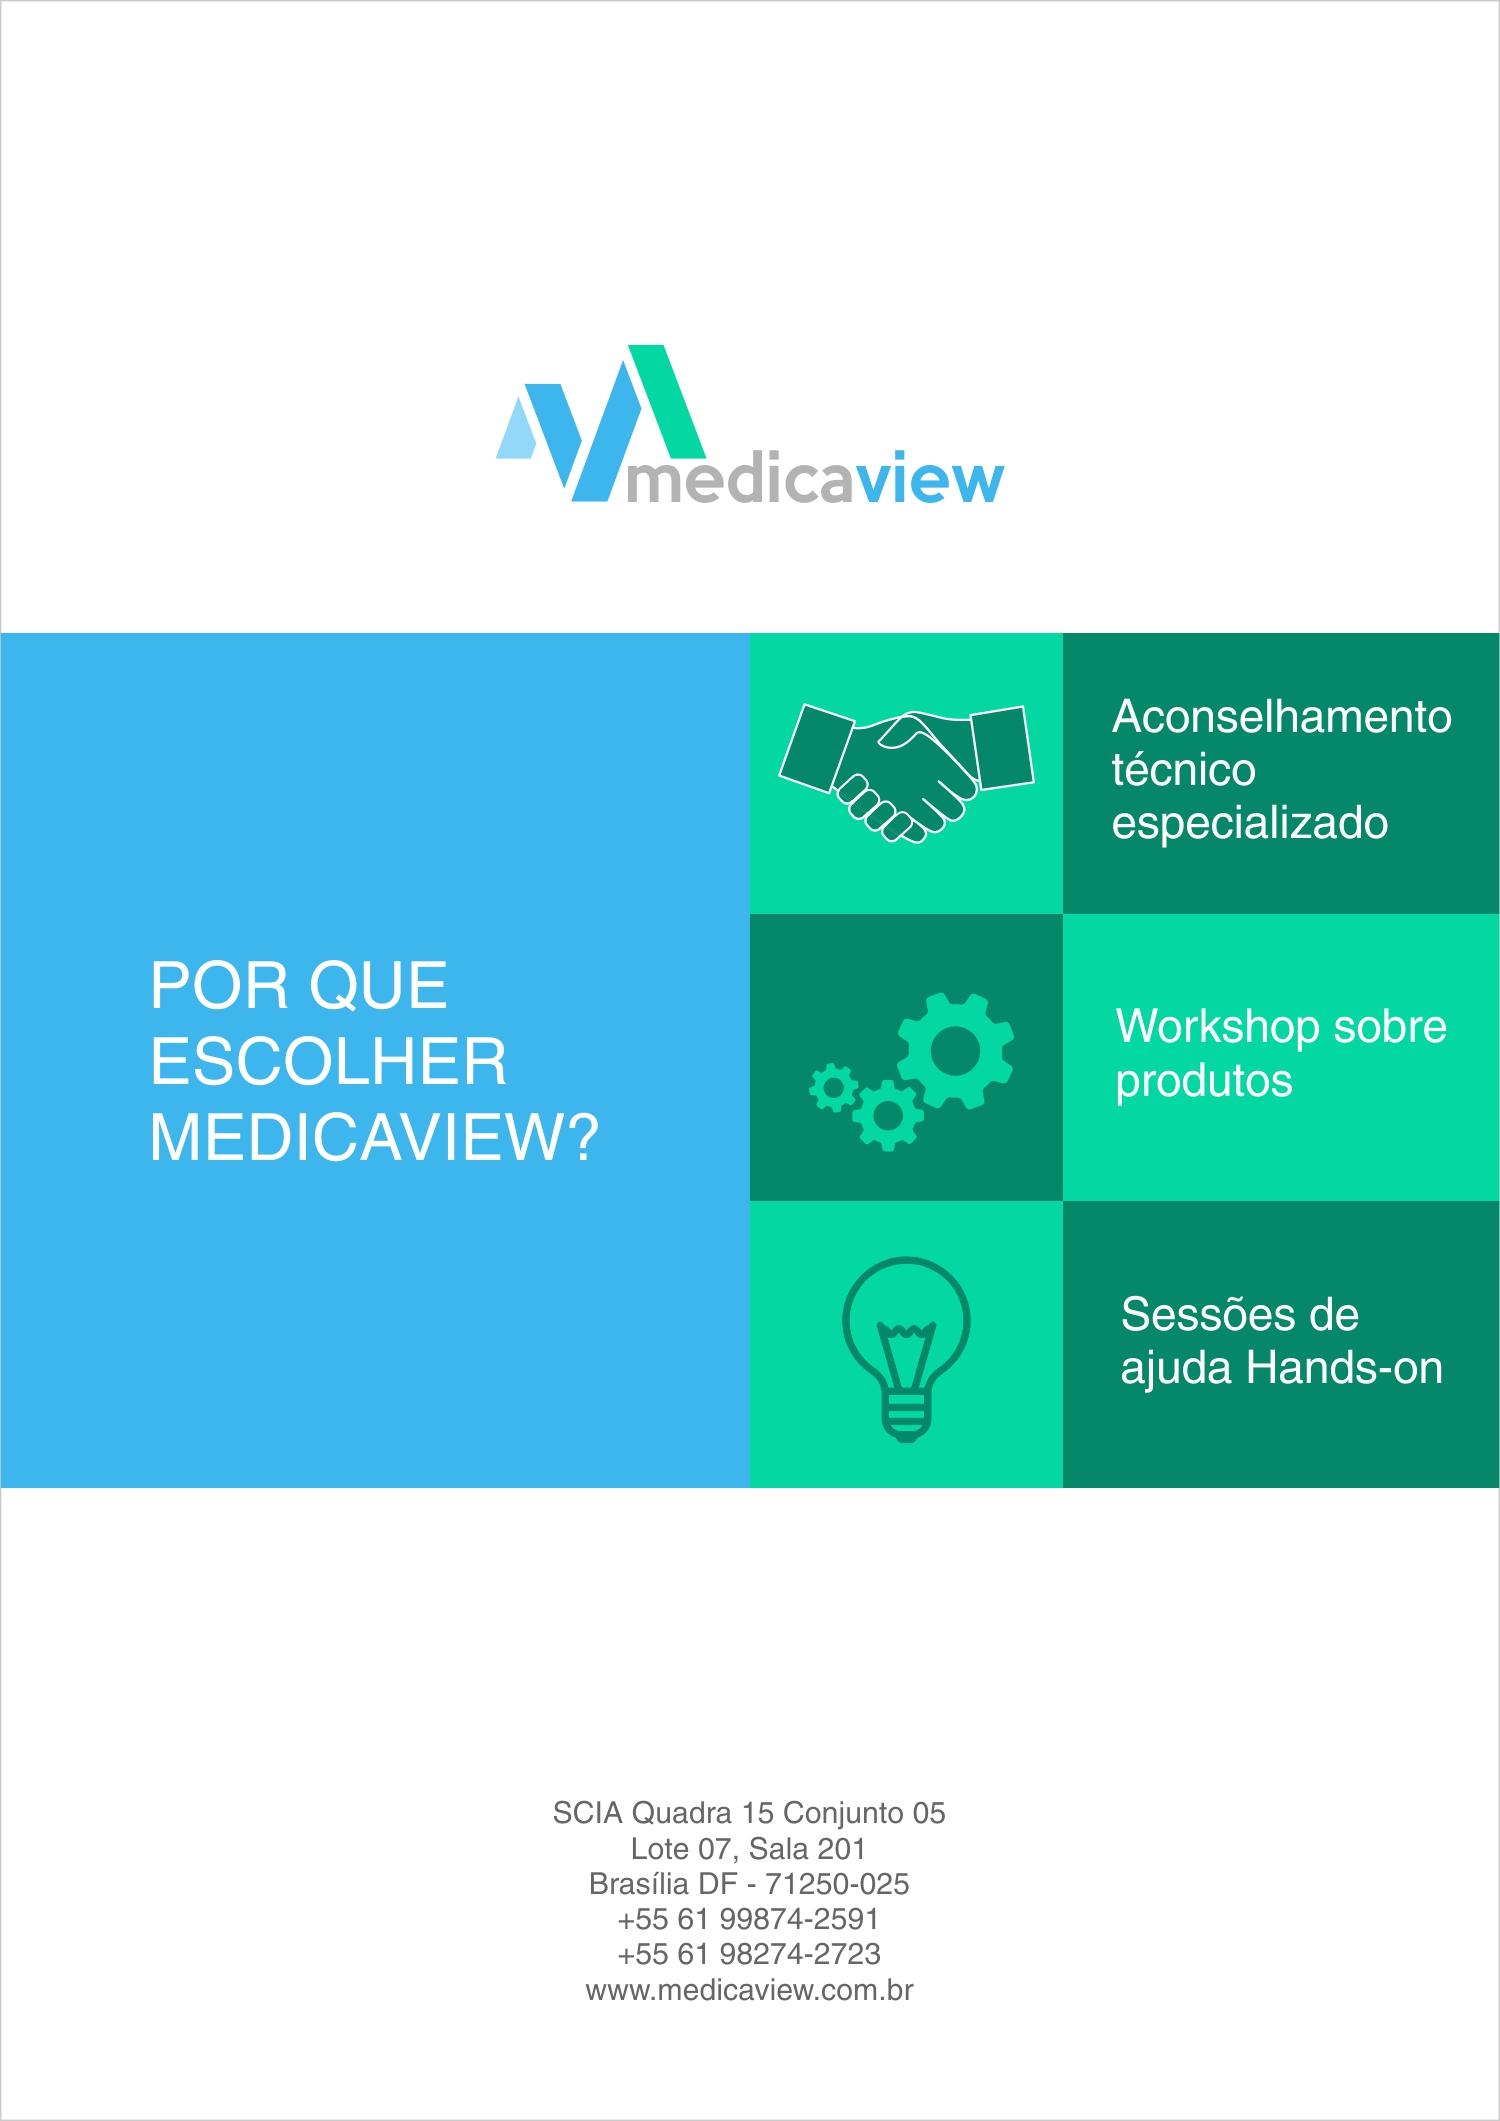 medicaview
POR QUE
ESCOLHER
MEDICAVIEW?
Aconselhamento
técnico
especializado
Workshop sobre
produtos
Sessões de
ajuda Hands-on
SCIA Quadra 15 Conjunto 05
Lote 07, Sala 201
Brasília DF - 71250-025
+55 61 99874-2591
+55 61 98274-2723
www.medicaview.com.br